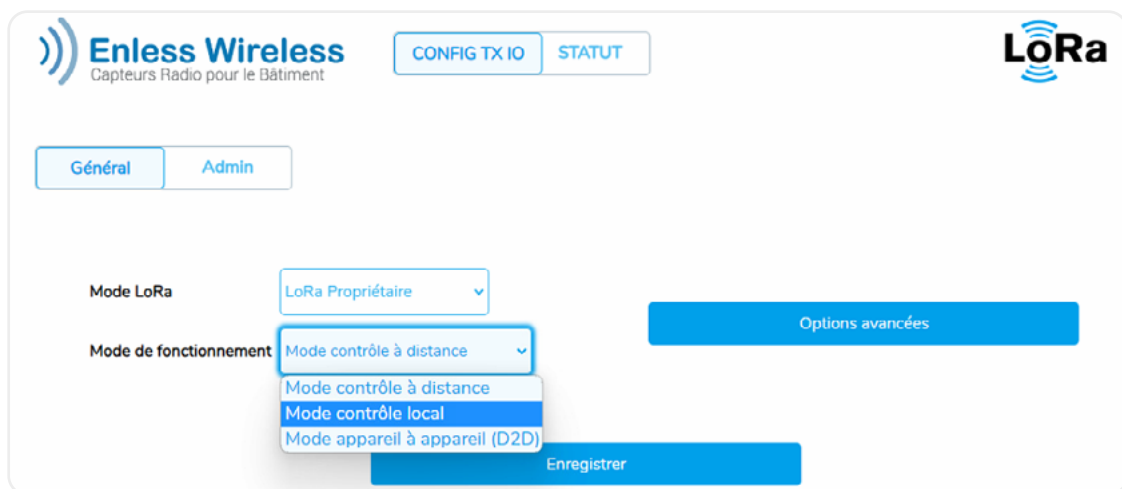 Enless Wireless
Capteurs Radio pour le Bâtiment
CONFIG TX IO
STATUT
LoRa
Général
Admin
Mode LoRa
LoRa Propriétaire
Options avancées
Mode de fonctionnement
Mode contrôle à distance
Mode contrôle à distance
Mode contrôle local
Mode appareil à appareil (D2D)
Enregistrer